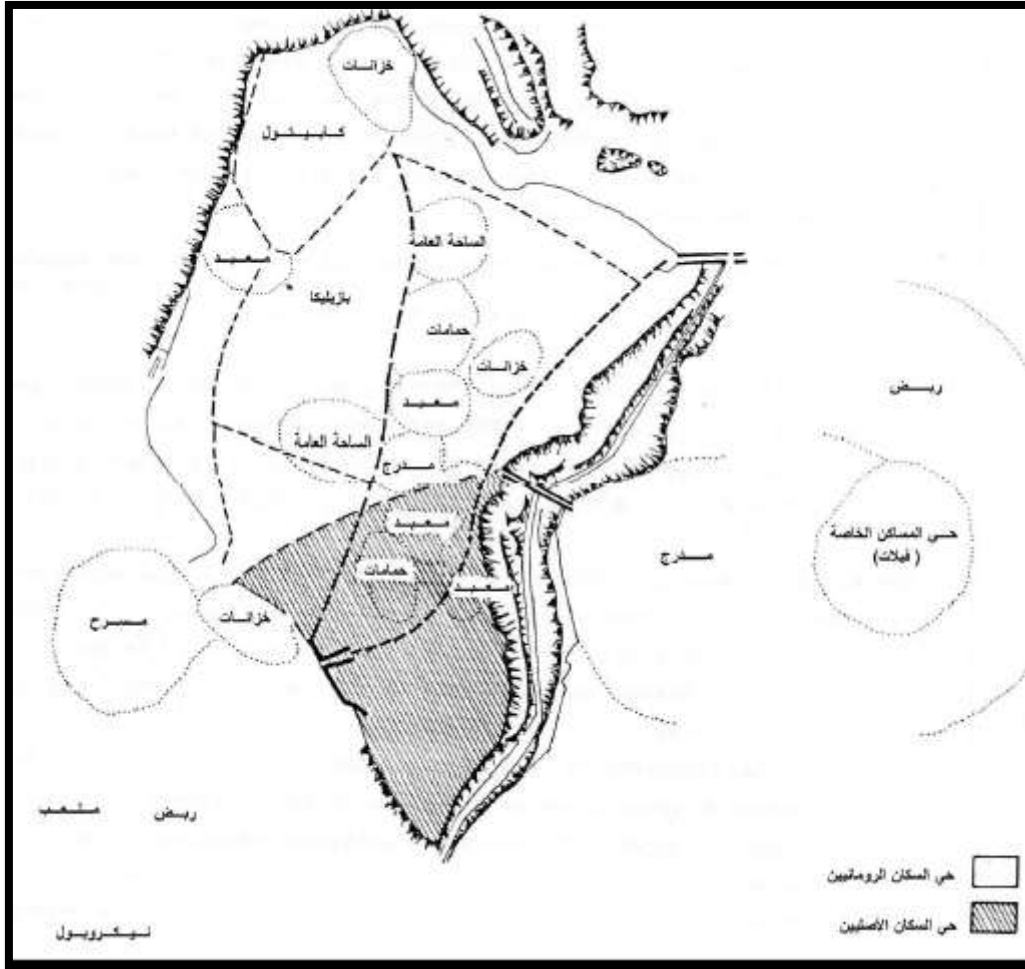 خزانات
كابيتول
الساحة العامة
معبد
بازيليكا
حمامات
خزانات
معبد
ربض
الساحة العامة
مدرج
معبد
حي المساكن الخاصة
(فيلات)
مدرج
حمامات
معبد
خزانات
مسرح
ملعب
ربض
حي السكان الرومانيين
حي السكان الأصليين
نيكروبول